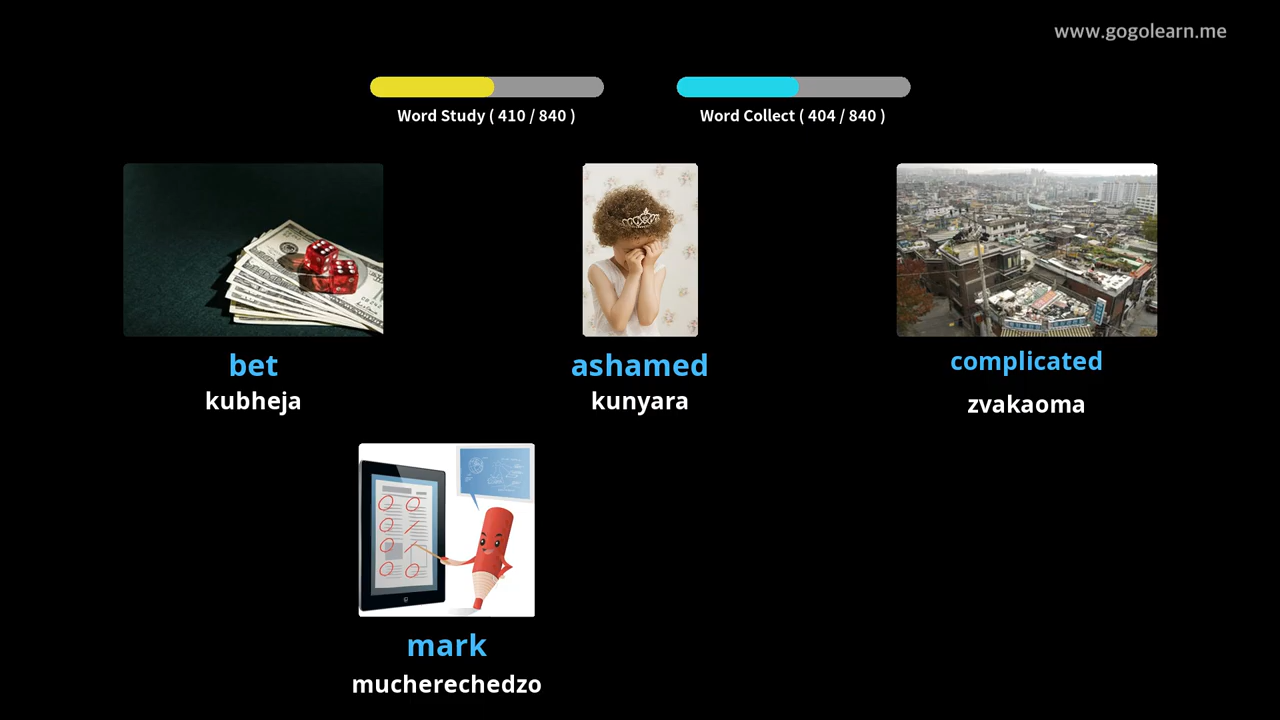 www.gogolearn.me
Word Study ( 410 / 840 )
Word Collect ( 404 / 840 )
bet
kubheja
ashamed
kunyara
complicated
zvakaoma
mark
mucherechedzo